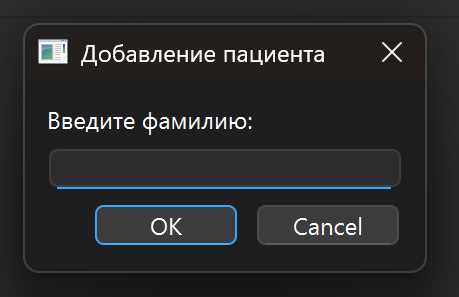 Добавление пациента
Введите фамилию:
OK Cancel